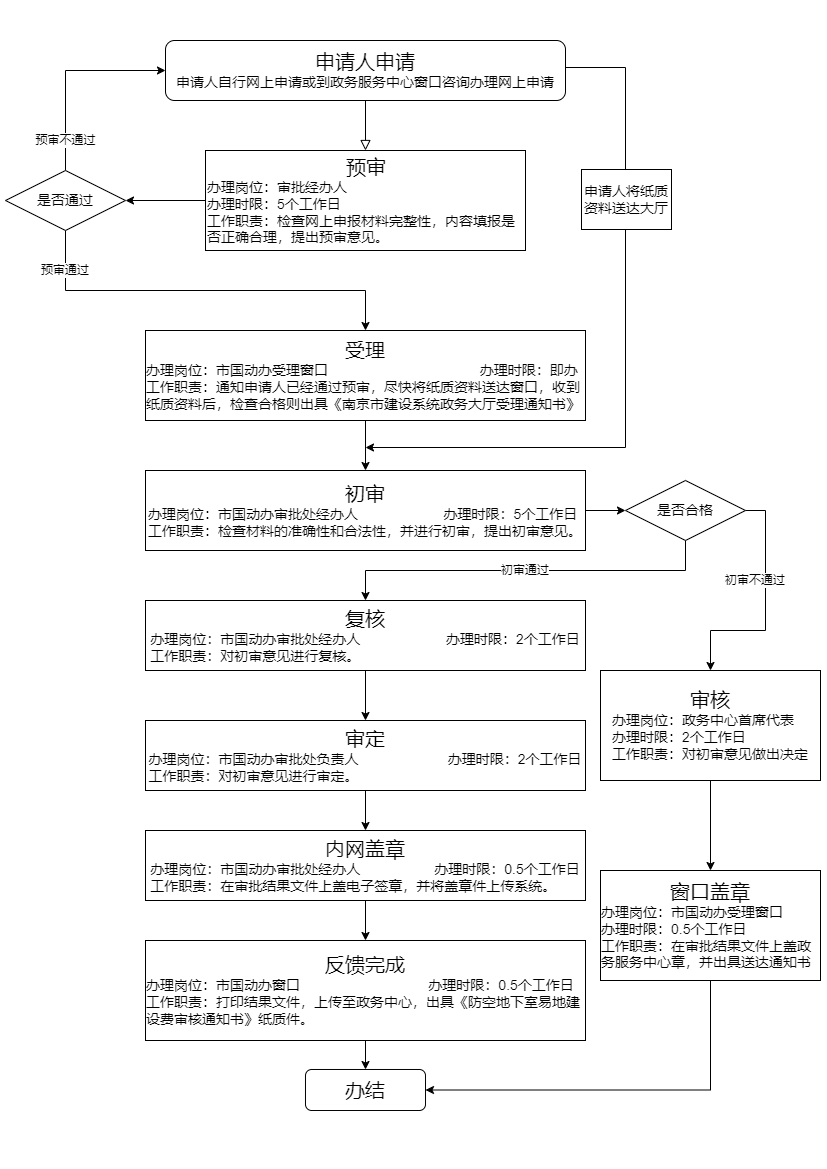 申请人申请
申请人自行网上申请或到政务服务中心窗口咨询办理网上申请
预审不通过
预审
办理岗位：审批经办人
办理时限：5个工作日
工作职责：检查网上申报材料完整性，内容填报是
否正确合理，提出预审意见。
是否通过
申请人将纸质
资料送达大厅
预审通过
受理
办理岗位：市国动办受理窗口 办理时限：即办
工作职责：通知申请人已经通过预审，尽快将纸质资料送达窗口，收到
纸质资料后，检查合格则出具《南京市建设系统政务大厅受理通知书》
初审
办理岗位：市国动办审批处经办人 办理时限：5个工作日
工作职责：检查材料的准确性和合法性，并进行初审，提出初审意见。
是否合格
初审通过
初审不通过
复核
办理岗位：市国动办审批处经办人 办理时限：2个工作日
工作职责：对初审意见进行复核。
审定
办理岗位：市国动办审批处负责人 办理时限：2个工作日
工作职责：对初审意见进行审定。
审核
办理岗位：政务中心首席代表
办理时限：2个工作日
工作职责：对初审意见做出决定
内网盖章
办理岗位：市国动办审批处经办人 办理时限：0.5个工作日
工作职责：在审批结果文件上盖电子签章，并将盖章件上传系统。
窗口盖章
办理岗位：市国动办受理窗口
办理时限：0.5个工作日
工作职责：在审批结果文件上盖政
务服务中心章，并出具送达通知书
反馈完成
办理岗位：市国动办窗口 办理时限：0.5个工作日
工作职责：打印结果文件，上传至政务中心，出具《防空地下室易地建
设费审核通知书》纸质件。
办结